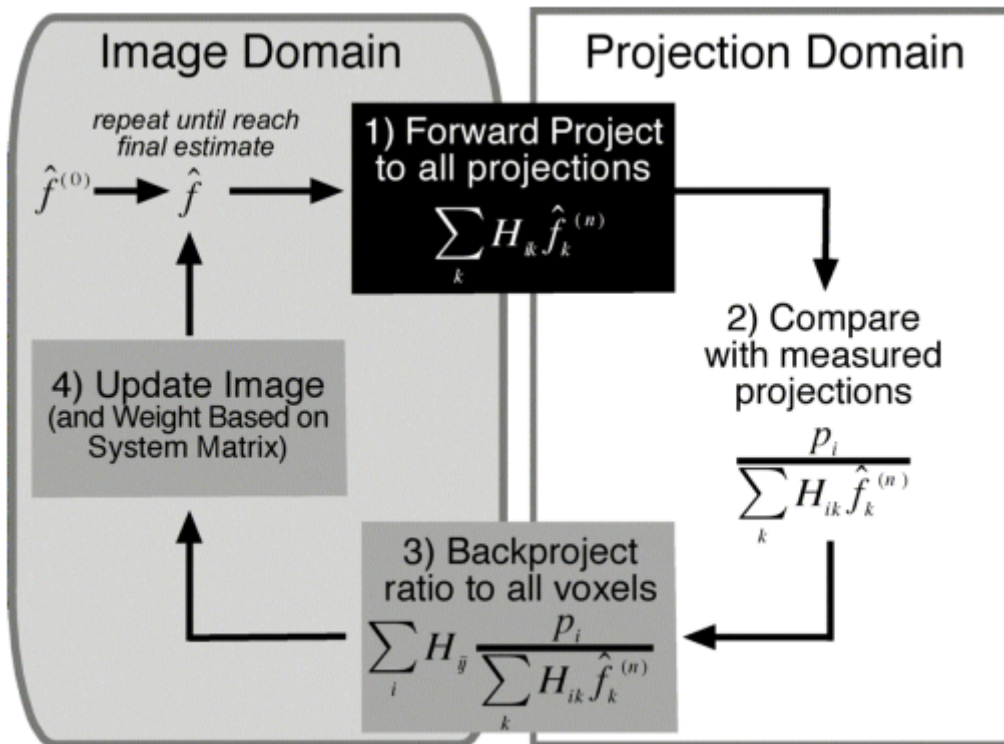 Image Domain
Projection Domain
repeat until reach
final estimate
f̂⁽⁰⁾ → f̂
1) Forward Project
to all projections
∑ₖ Hᵢₖ f̂ₖ⁽ⁿ⁾
2) Compare
with measured
projections
pᵢ / ∑ₖ Hᵢₖ f̂ₖ⁽ⁿ⁾
3) Backproject
ratio to all voxels
∑ᵢ Hᵢⱼ pᵢ / ∑ₖ Hᵢₖ f̂ₖ⁽ⁿ⁾
4) Update Image
(and Weight Based on
System Matrix)